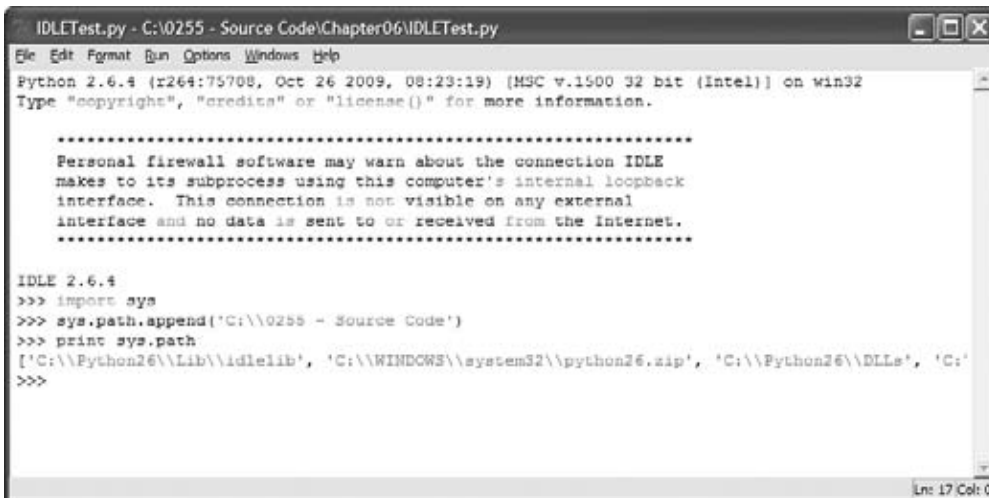 IDLETest.py - C:\0255 - Source Code\Chapter06\IDLETest.py
File Edit Format Run Options Windows Help
Python 2.6.4 (r264:75708, Oct 26 2009, 08:23:19) [MSC v.1500 32 bit (Intel)] on win32
Type "copyright", "credits" or "license()" for more information.
****************************************************************
Personal firewall software may warn about the connection IDLE
makes to its subprocess using this computer's internal loopback
interface.  This connection is not visible on any external
interface and no data is sent to or received from the Internet.
****************************************************************
IDLE 2.6.4
>>> import sys
>>> sys.path.append('C:\\0255 - Source Code')
>>> print sys.path
['C:\\Python26\\Lib\\idlelib', 'C:\\WINDOWS\\system32\\python26.zip', 'C:\\Python26\\DLLs', 'C:
>>>
Ln: 17 Col: 0